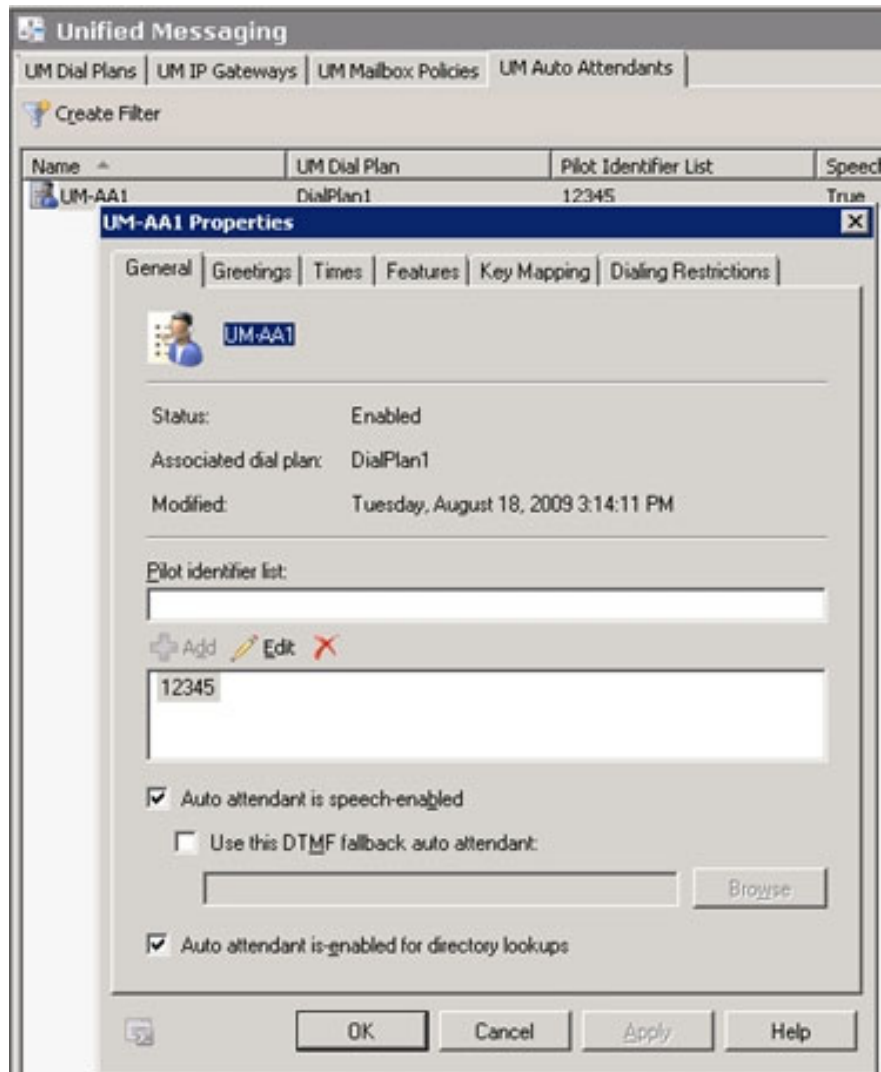 Unified Messaging
UM Dial Plans UM IP Gateways UM Mailbox Policies UM Auto Attendants
Create Filter
Name UM Dial Plan Pilot Identifier List Speech
UM-AA1 DialPlan1 12345 True
UM-AA1 Properties
General Greetings Times Features Key Mapping Dialing Restrictions
UM-AA1
Status: Enabled
Associated dial plan: DialPlan1
Modified: Tuesday, August 18, 2009 3:14:11 PM
Pilot identifier list:
Add Edit
12345
Auto attendant is speech-enabled
Use this DTMF fallback auto attendant:
Browse
Auto attendant is enabled for directory lookups
OK Cancel Apply Help